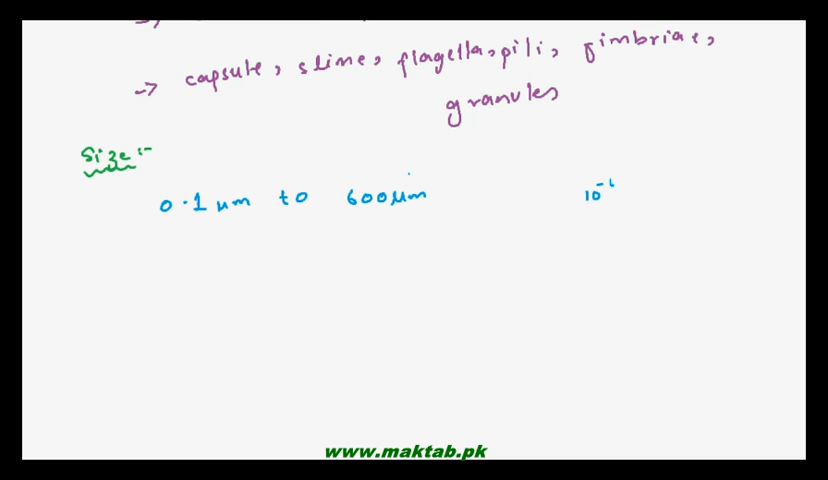 -> capsule, slime, flagella, pili, fimbriae,
granules
Size :-
0.1 µm to 600µm 10⁻⁶
www.maktab.pk